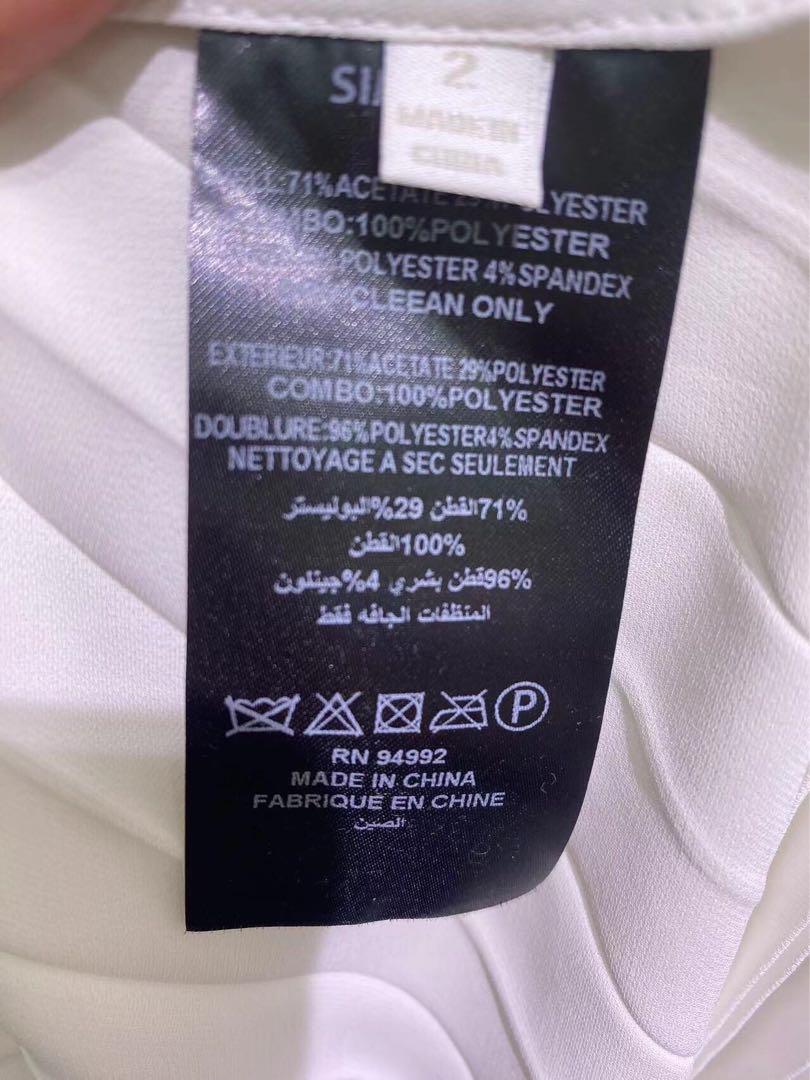 2
MADE IN
CHINA
71%ACETATE
100%POLYESTER
POLYESTER 4%SPANDEX
CLEEAN ONLY
EXTERIEUR:71%ACETATE 29%POLYESTER
COMBO:100%POLYESTER
DOUBLURE:96%POLYESTER4%SPANDEX
NETTOYAGE A SEC SEULEMENT
71%القطن 29%البوليستر
100%القطن
96%قطن بشري 4%جينلون
المتظفات الجافه فقط
P
RN 94992
MADE IN CHINA
FABRIQUE EN CHINE
الصين